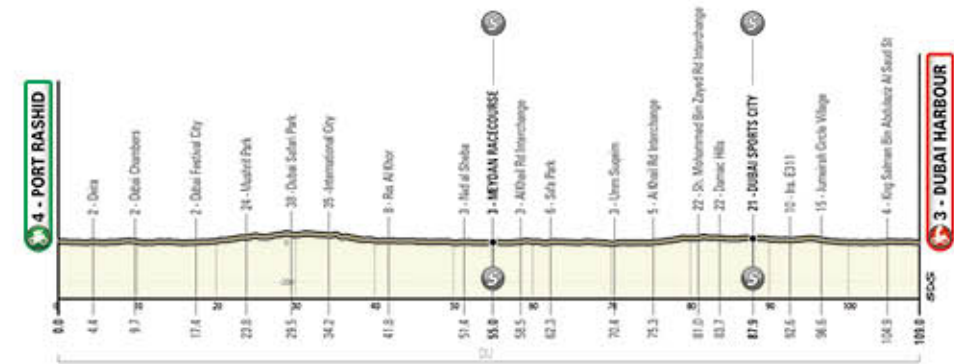 4 - PORT RASHID
2 - Deira
2 - Dubai Chambers
2 - Dubai Festival City
24 - Mushrif Park
38 - Dubai Safari Park
35 - International City
8 - Ras Al Khor
3 - Nad al Sheba
S
3 - MEYDAN RACECOURSE
3 - Al Khail Rd Interchange
6 - Safa Park
3 - Umm Suqeim
5 - Al Khail Rd Interchange
22 - Sh. Mohammed Bin Zayed Rd Interchange
22 - Damac Hills
S
21 - DUBAI SPORTS CITY
10 - Ins. E311
15 - Jumeirah Circle Village
4 - King Salman Bin Abdulaziz Al Saud St
3 - DUBAI HARBOUR
0
S
S
SDS
0 10 20 30 40 50 60 70 80 90 100
0.0 4.4 9.7 17.4 23.8 29.5 34.2 41.8 51.4 55.0 58.5 62.3 70.4 75.3 81.0 83.7 87.9 92.6 96.6 104.9 109.0
DU